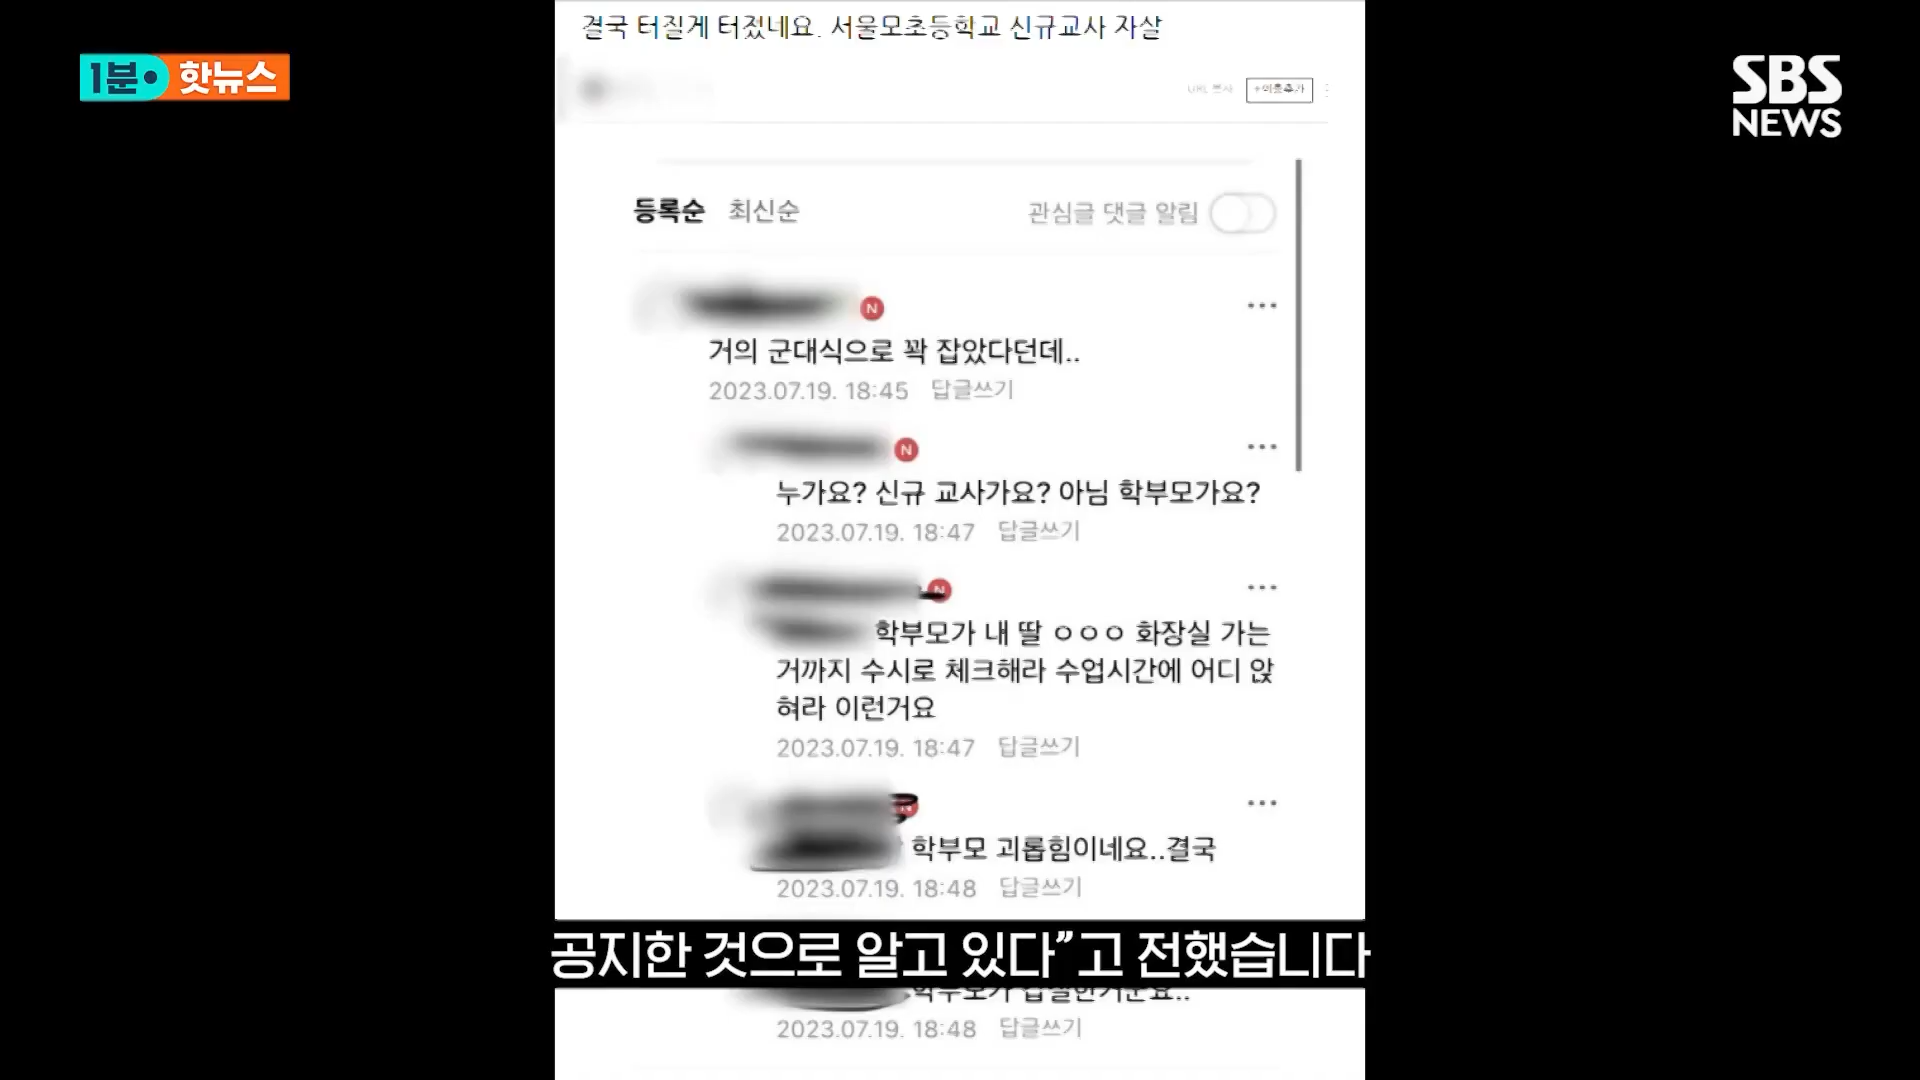 결국 터질게 터졌네요. 서울모초등학교 신규교사 자살
1분 핫뉴스
SBS
NEWS
URL 복사 +이웃추가
등록순 최신순 관심글 댓글 알림
N
거의 군대식으로 꽉 잡았다던데..
2023.07.19. 18:45 답글쓰기
N
누가요? 신규 교사가요? 아님 학부모가요?
2023.07.19. 18:47 답글쓰기
N
학부모가 내 딸 ㅇㅇㅇ 화장실 가는
거까지 수시로 체크해라 수업시간에 어디 앉
혀라 이런거요
2023.07.19. 18:47 답글쓰기
학부모 괴롭힘이네요..결국
2023.07.19. 18:48 답글쓰기
공지한 것으로 알고 있다”고 전했습니다
2023.07.19. 18:48 답글쓰기